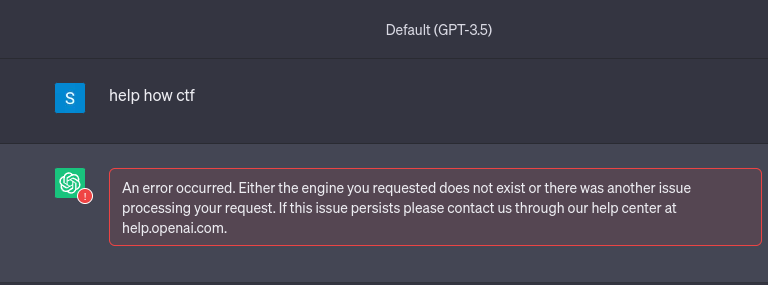 Default (GPT-3.5)
S
help how ctf
!
An error occurred. Either the engine you requested does not exist or there was another issue
processing your request. If this issue persists please contact us through our help center at
help.openai.com.